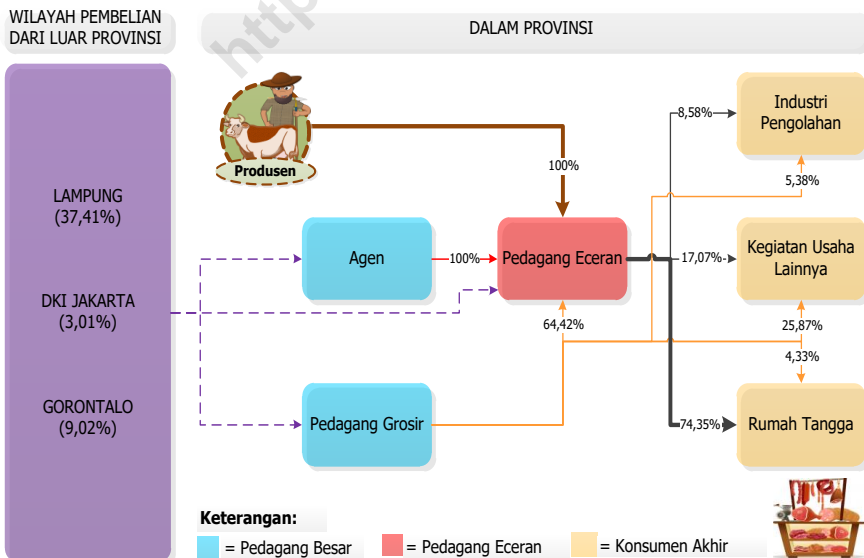 WILAYAH PEMBELIAN
DARI LUAR PROVINSI
DALAM PROVINSI
http
LAMPUNG
(37,41%)
DKI JAKARTA
(3,01%)
GORONTALO
(9,02%)
Produsen
100%
Agen
100%
Pedagang Eceran
64,42%
Pedagang Grosir
8,58%
Industri
Pengolahan
5,38%
17,07%
Kegiatan Usaha
Lainnya
25,87%
4,33%
74,35%
Rumah Tangga
Keterangan:
= Pedagang Besar
= Pedagang Eceran
= Konsumen Akhir